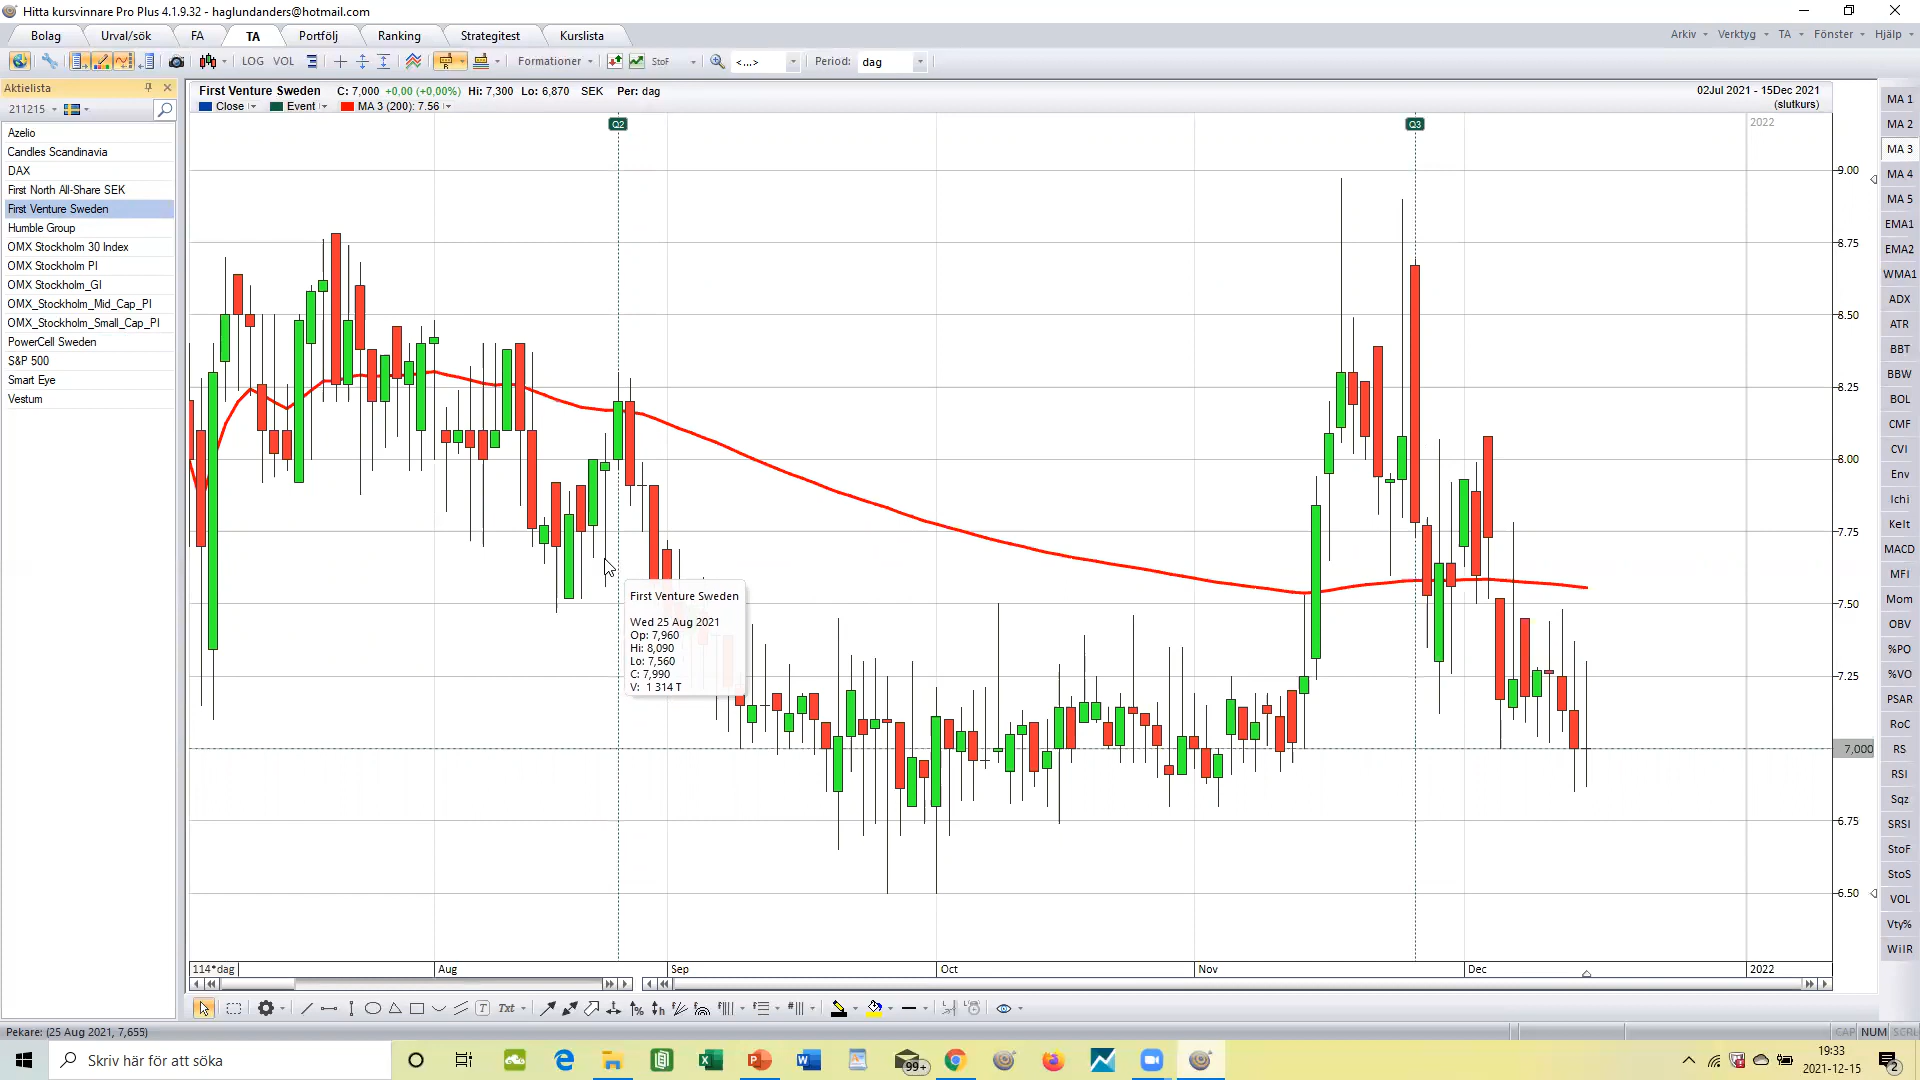 Hitta kursvinnare Pro Plus 4.1.9.32 - haglundanders@hotmail.com
Bolag Urval/sök FA TA Portfölj Ranking Strategitest Kurslista Arkiv Verktyg TA Fönster Hjälp
LOG VOL Formationer StoF <...> Period: dag
Aktielista
211215
Azelio
Candles Scandinavia
DAX
First North All-Share SEK
First Venture Sweden
Humble Group
OMX Stockholm 30 Index
OMX Stockholm PI
OMX Stockholm_GI
OMX_Stockholm_Mid_Cap_PI
OMX_Stockholm_Small_Cap_PI
PowerCell Sweden
S&P 500
Smart Eye
Vestum
First Venture Sweden C: 7,000 +0,00 (+0,00%) Hi: 7,300 Lo: 6,870 SEK Per: dag
02Jul 2021 - 15Dec 2021
Close Event MA 3 (200): 7.56
(slutkurs)
Q2 Q3 2022
9.00
8.75
8.50
8.25
8.00
7.75
7.50
7.25
7,000
6.75
6.50
First Venture Sweden
Wed 25 Aug 2021
Op: 7,960
Hi: 8,090
Lo: 7,560
C: 7,990
V: 1 314 T
114*dag Aug Sep Oct Nov Dec 2022
MA 1
MA 2
MA 3
MA 4
MA 5
EMA1
EMA2
WMA1
ADX
ATR
BBT
BBW
BOL
CMF
CVI
Env
Ichi
Kelt
MACD
MFI
Mom
OBV
%PO
%VO
PSAR
RoC
RS
RSI
Sqz
SRSI
StoF
StoS
VOL
Vty%
WilR
T Txt
Pekare: (25 Aug 2021, 7,655) CAP NUM SCRL
Skriv här för att söka
99+
19:33
2021-12-15
2